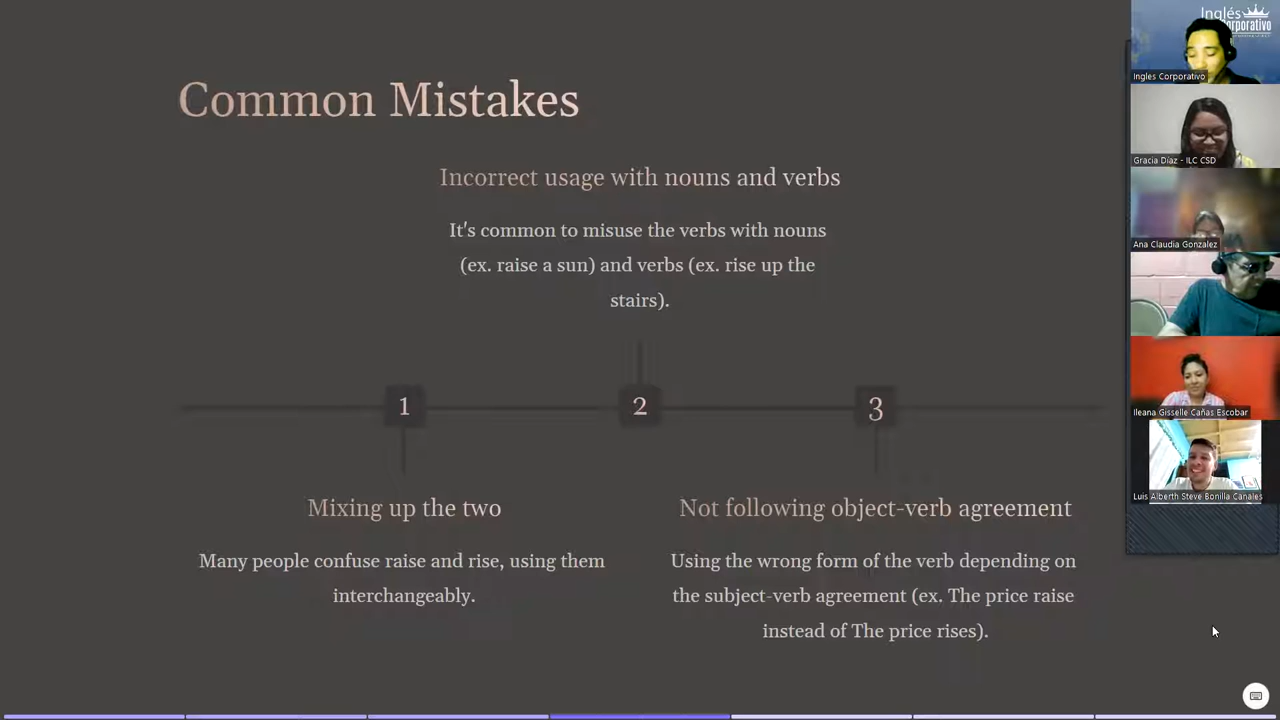 Common Mistakes
Incorrect usage with nouns and verbs
It's common to misuse the verbs with nouns
(ex. raise a sun) and verbs (ex. rise up the
stairs).
1
2
3
Mixing up the two
Many people confuse raise and rise, using them
interchangeably.
Not following object-verb agreement
Using the wrong form of the verb depending on
the subject-verb agreement (ex. The price raise
instead of The price rises).
Inglés
Corporativo
Ingles Corporativo
Gracia Díaz - ILC CSD
Ana Claudia Gonzalez
Ileana Gisselle Cañas Escobar
Luis Alberth Steve Bonilla Canales